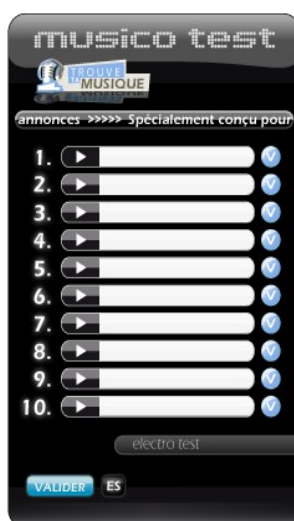 musico test
TROUVE
TA MUSIQUE
annonces >>>>> Spécialement conçu pour
1.
2.
3.
4.
5.
6.
7.
8.
9.
10.
electro test
VALIDER ES